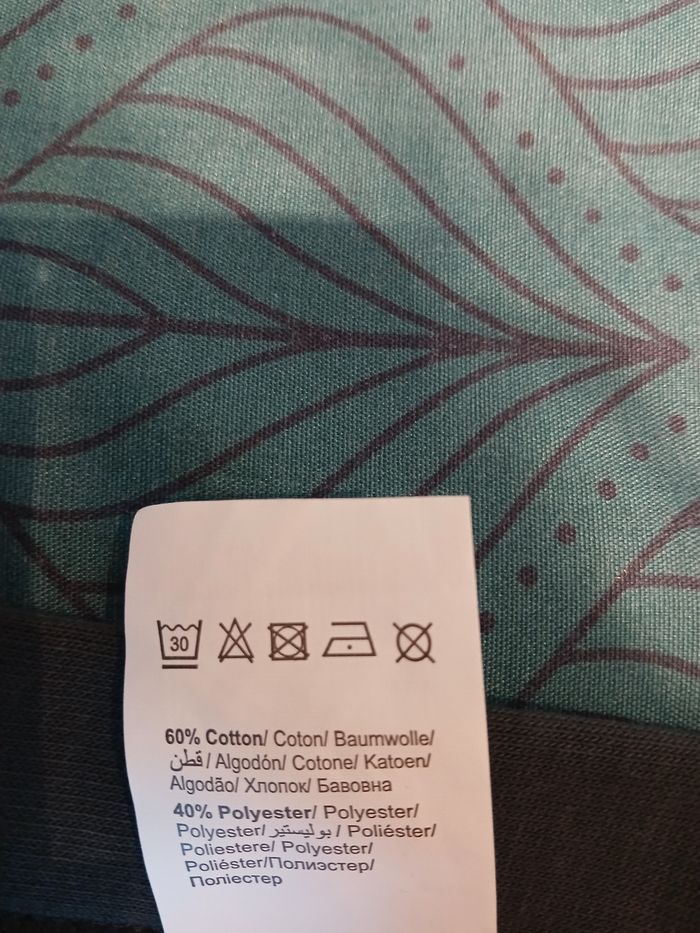 30
60% Cotton/ Coton/ Baumwolle/
قطن / Algodón/ Cotone/ Katoen/
Algodão/ Хлопок/ Бавовна
40% Polyester/ Polyester/
Polyester/ بوليستير / Poliéster/
Poliestere/ Polyester/
Poliéster/Полиэстер/
Поліестер